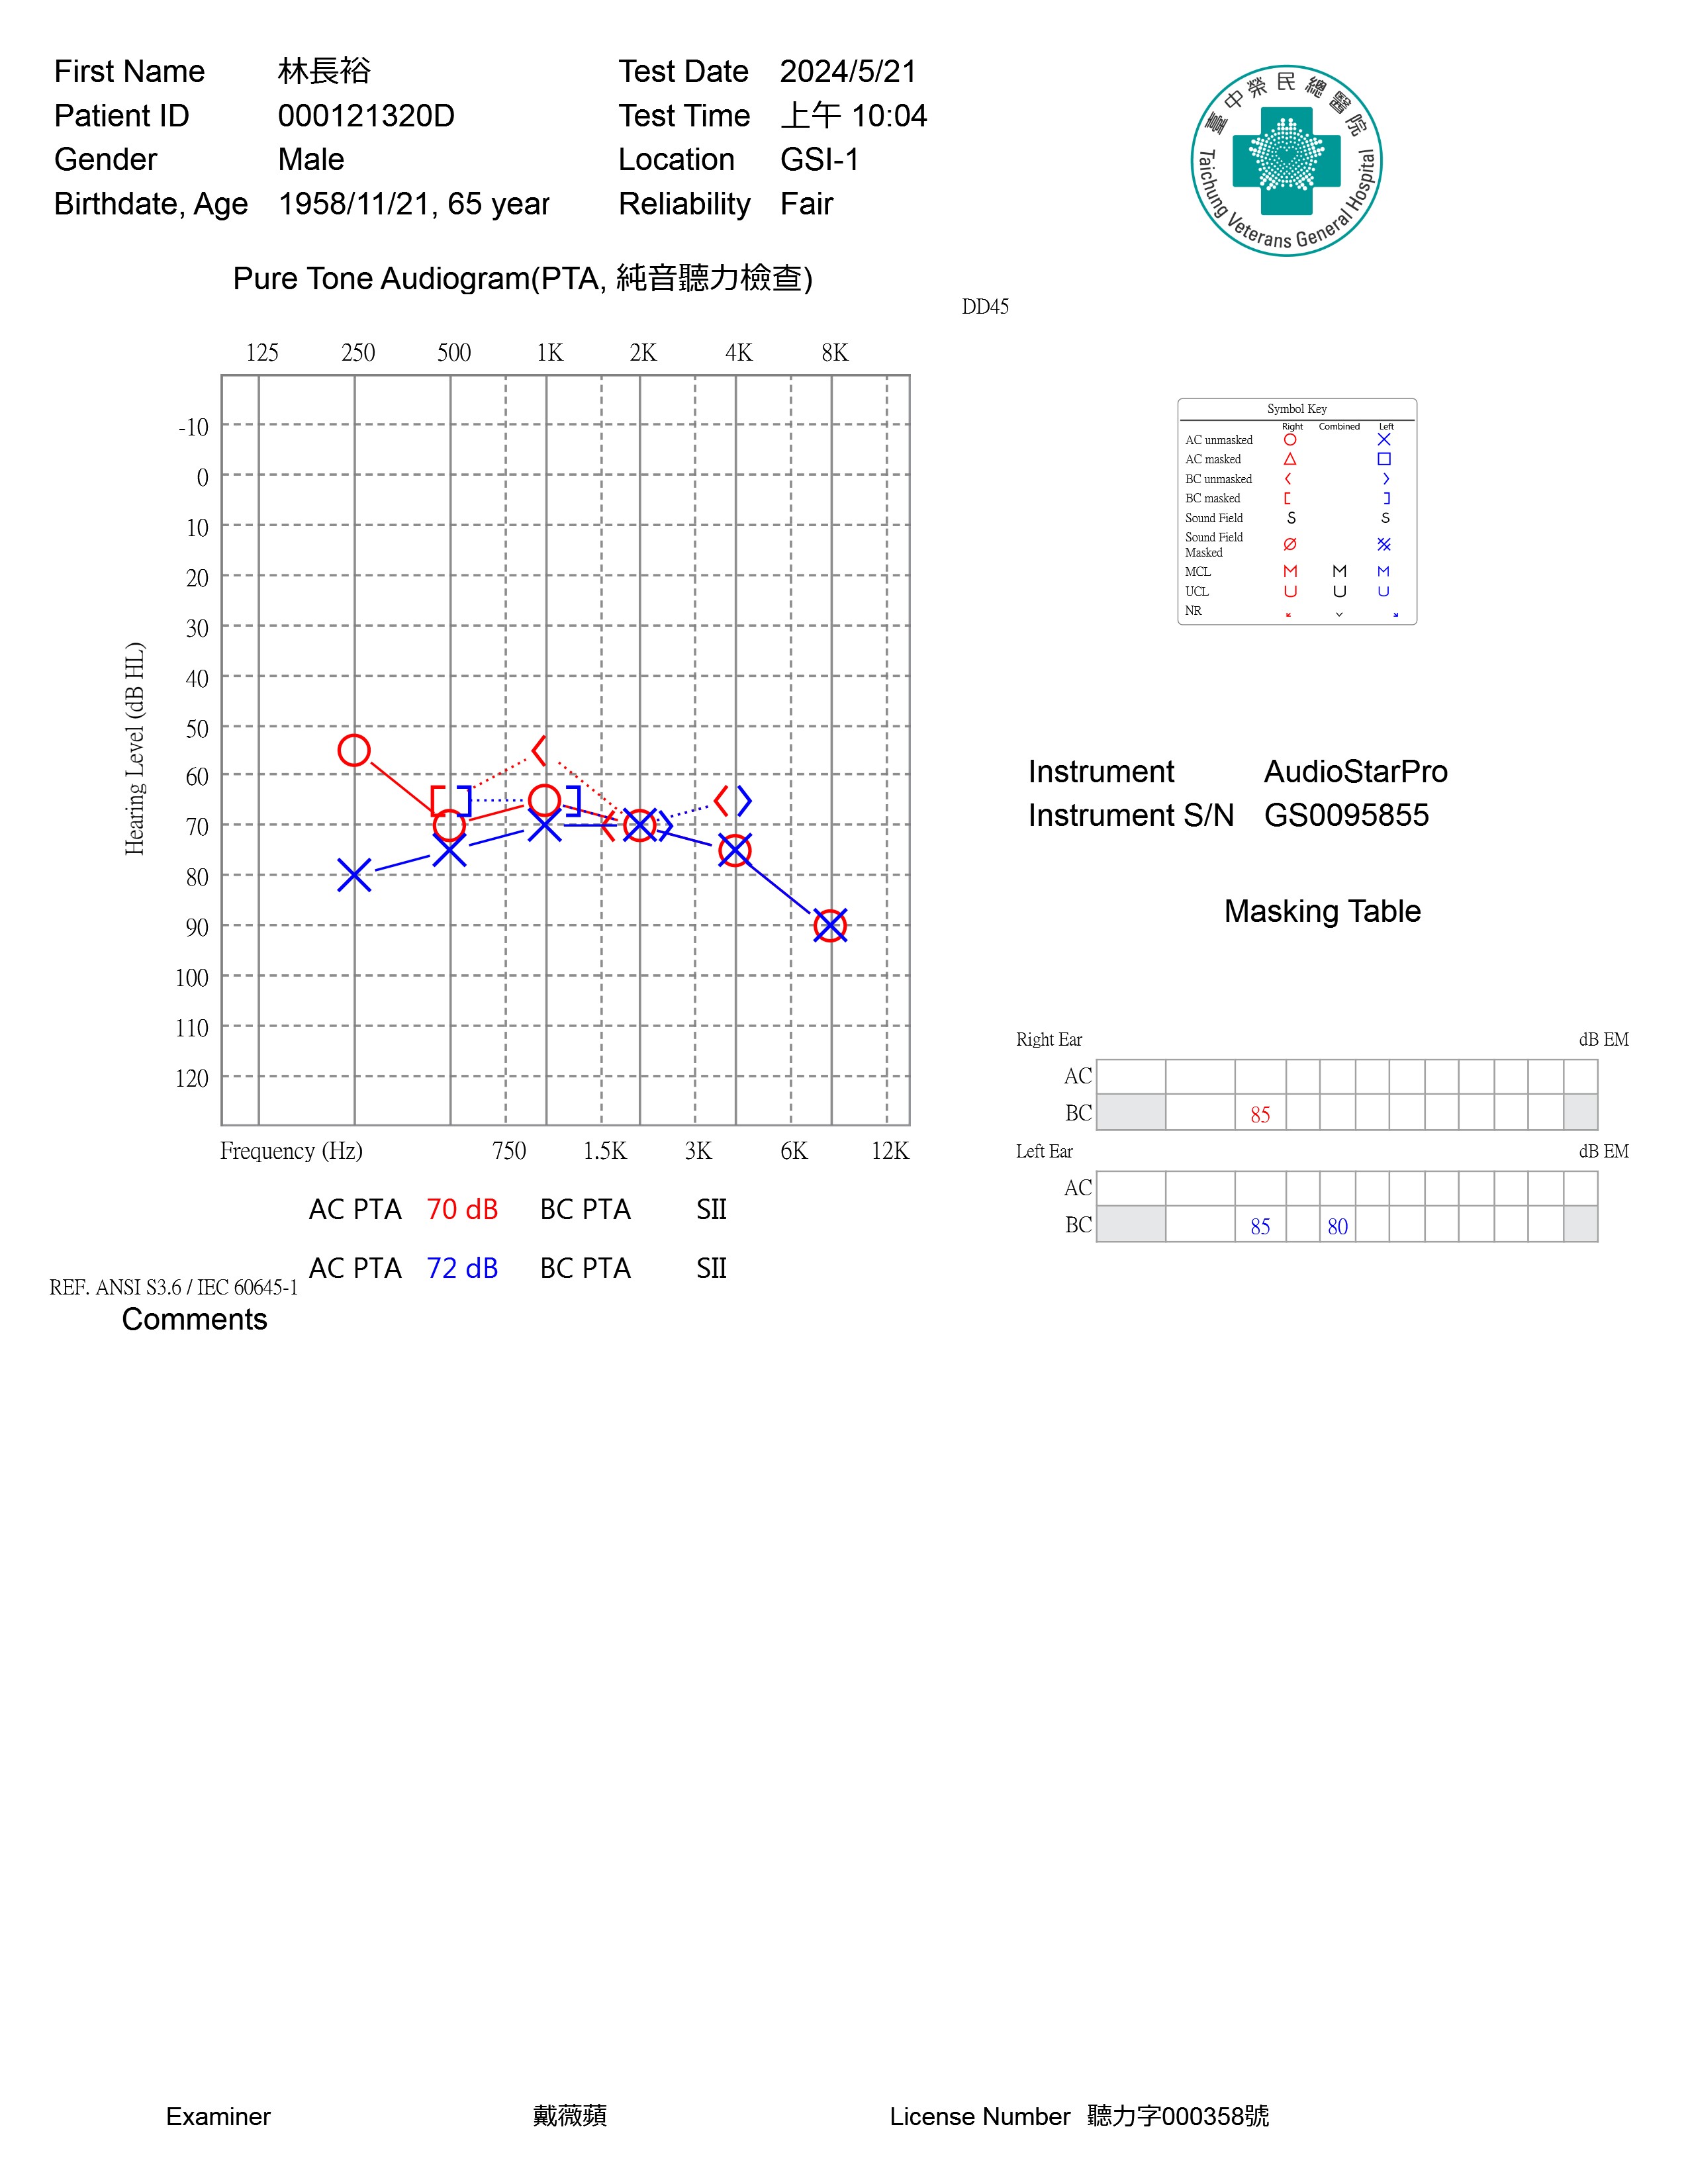 First Name 林長裕 Test Date 2024/5/21
Patient ID 000121320D Test Time 上午 10:04
Gender Male Location GSI-1
Birthdate, Age 1958/11/21, 65 year Reliability Fair
臺中榮民總醫院
Taichung Veterans General Hospital
Pure Tone Audiogram(PTA, 純音聽力檢查)
DD45
125 250 500 1K 2K 4K 8K
-10
0
10
20
30
40
50
60
70
80
90
100
110
120
Hearing Level (dB HL)
Frequency (Hz) 750 1.5K 3K 6K 12K
Symbol Key
Right Combined Left
AC unmasked
AC masked
BC unmasked
BC masked
Sound Field S S
Sound Field
Masked
MCL M M M
UCL U U U
NR
Instrument AudioStarPro
Instrument S/N GS0095855
Masking Table
Right Ear dB EM
AC
BC 85
Left Ear dB EM
AC
BC 85 80
AC PTA 70 dB BC PTA SII
AC PTA 72 dB BC PTA SII
REF. ANSI S3.6 / IEC 60645-1
Comments
Examiner 戴薇蘋 License Number 聽力字000358號